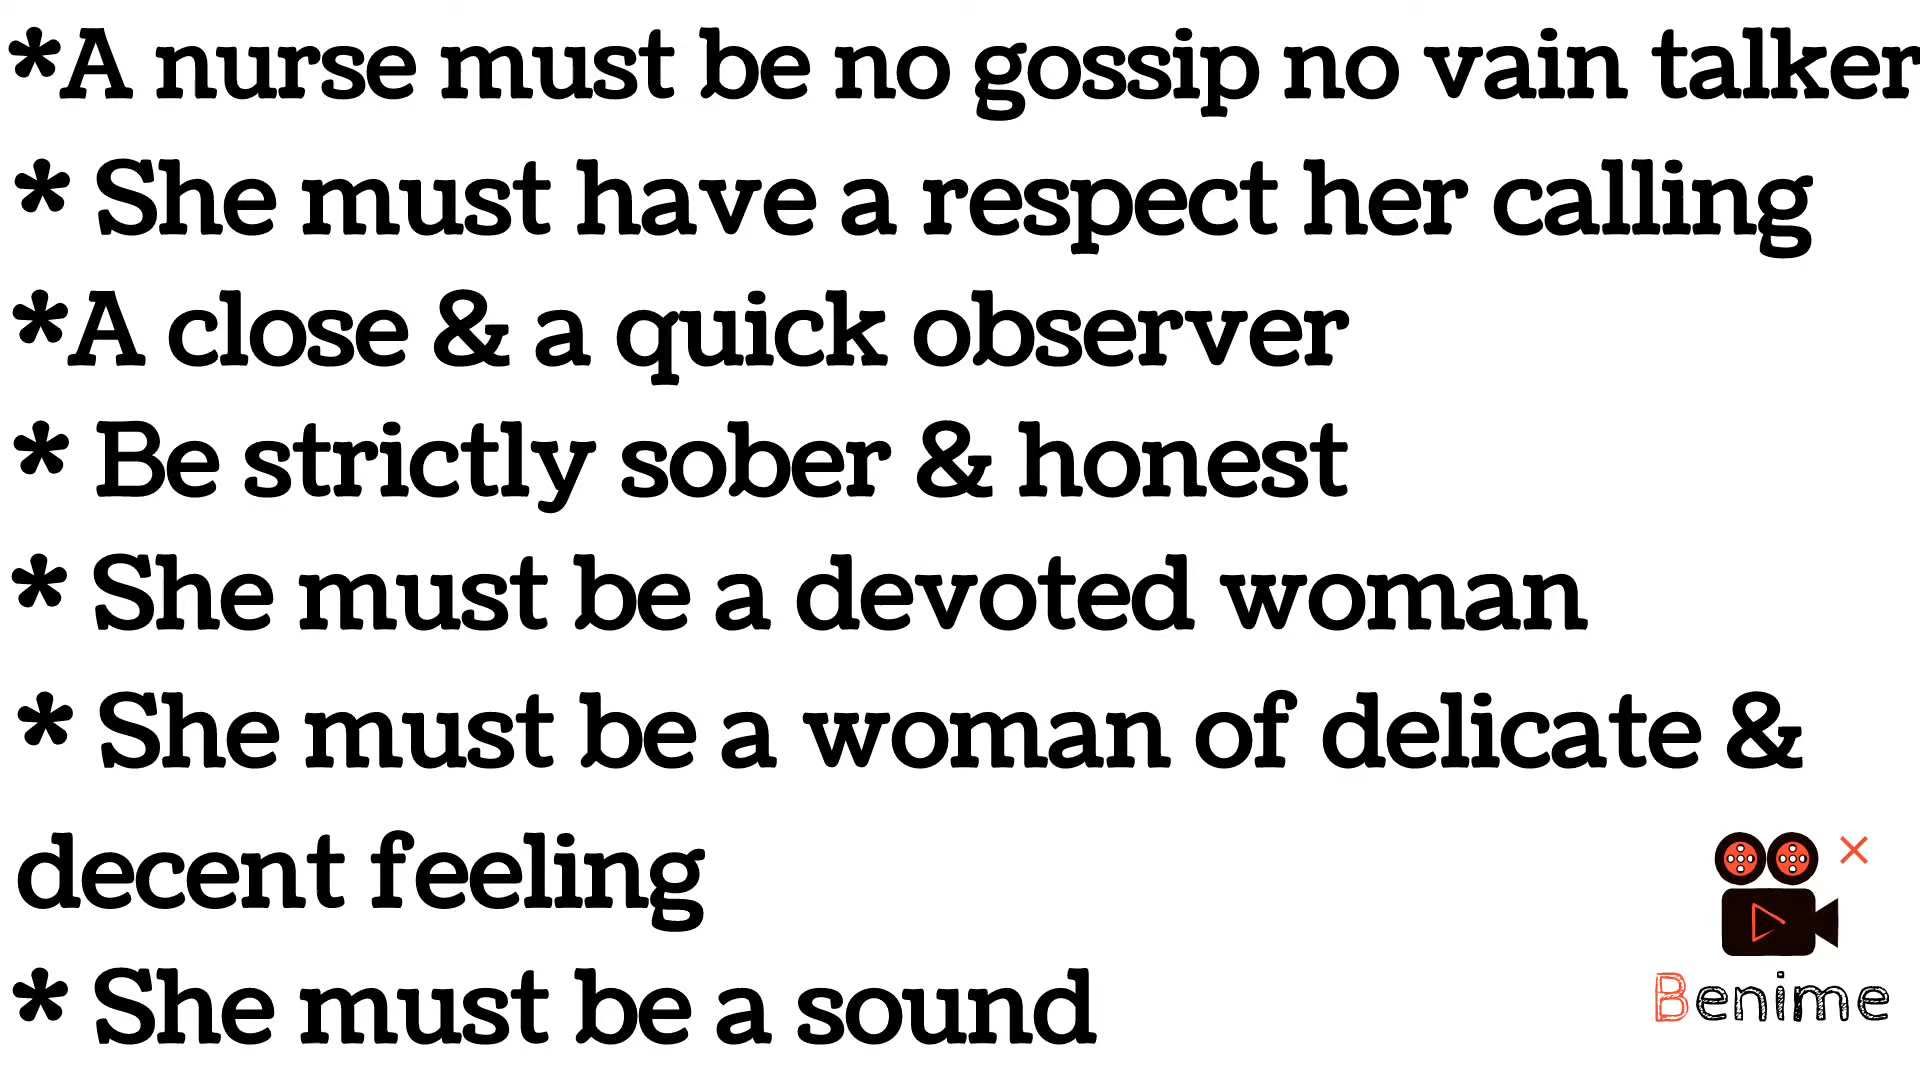 *A nurse must be no gossip no vain talker
* She must have a respect her calling
*A close & a quick observer
* Be strictly sober & honest
* She must be a devoted woman
* She must be a woman of delicate &
decent feeling
* She must be a sound
Benime